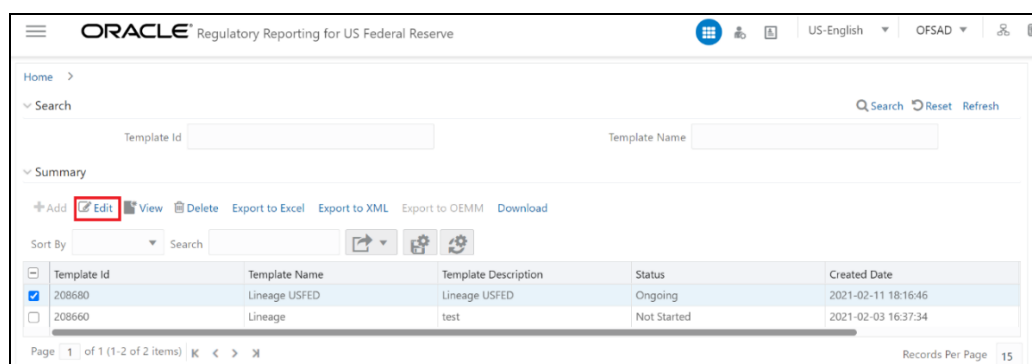 ORACLE® Regulatory Reporting for US Federal Reserve US-English OFSAD
Home >
Search Search Reset Refresh
Template Id Template Name
Summary
Add Edit View Delete Export to Excel Export to XML Export to OEMM Download
Sort By Search
Template Id Template Name Template Description Status Created Date
208680 Lineage USFED Lineage USFED Ongoing 2021-02-11 18:16:46
208660 Lineage test Not Started 2021-02-03 16:37:34
Page 1 of 1 (1-2 of 2 items) Records Per Page 15